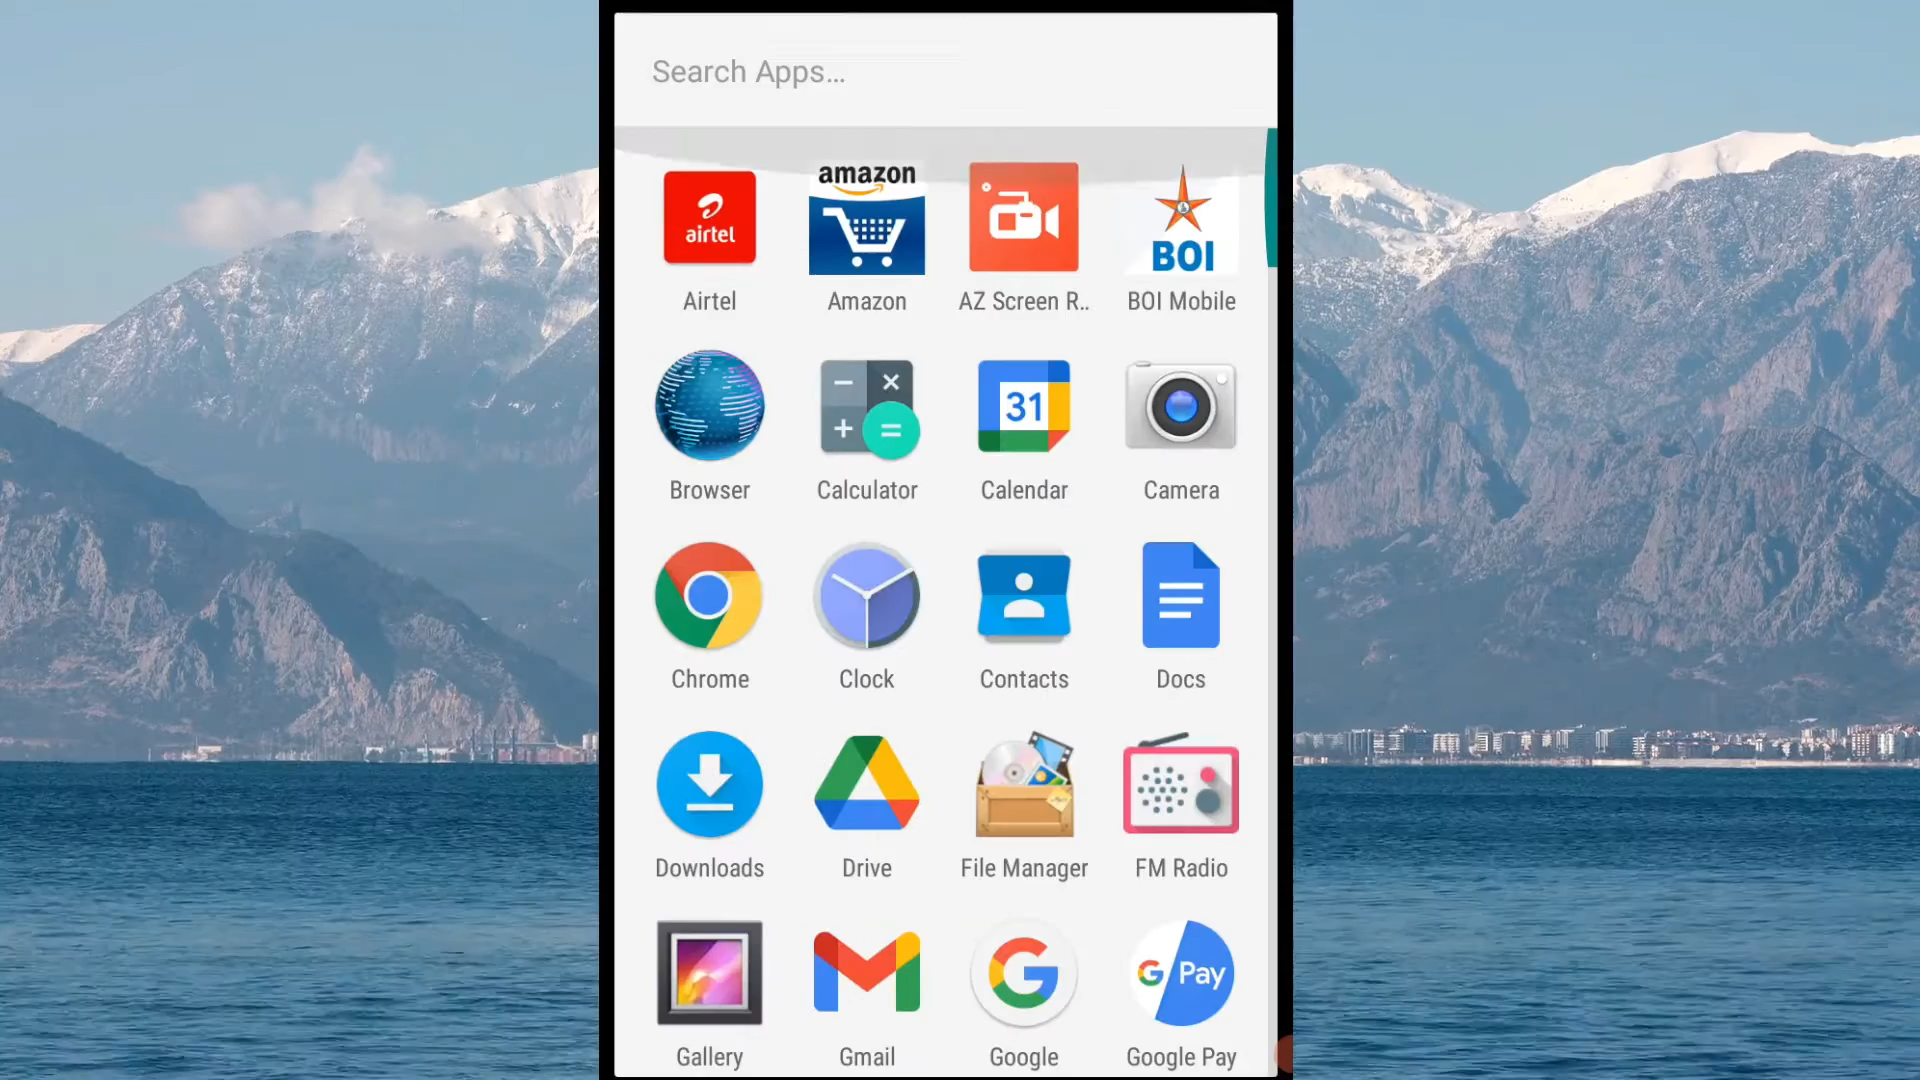 Search Apps...
airtel
amazon
BOI
Airtel
Amazon
AZ Screen R..
BOI Mobile
31
Browser
Calculator
Calendar
Camera
Chrome
Clock
Contacts
Docs
Downloads
Drive
File Manager
FM Radio
G Pay
Gallery
Gmail
Google
Google Pay